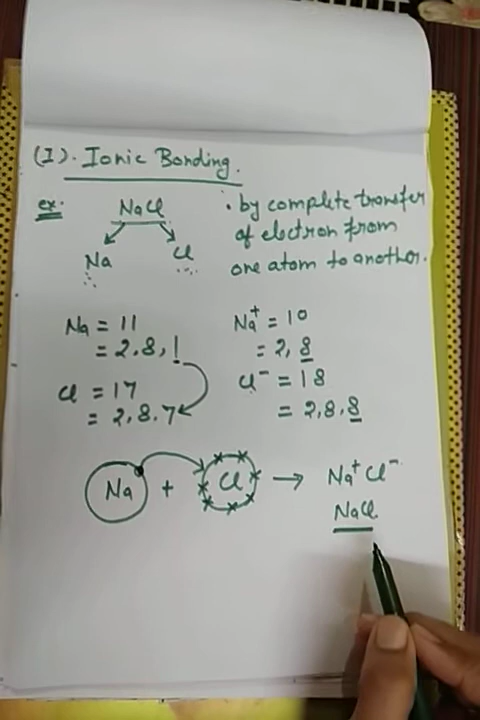 (I). Ionic Bonding.
ex.
NaCl
Na
Cl
. by complete transfer
of electron from
one atom to another.
Na = 11
= 2.8,1
Cl = 17
= 2,8.7
Na⁺ = 10
= 2, 8
Cl⁻ = 18
= 2,8.8
Na + Cl → Na⁺Cl⁻
NaCl